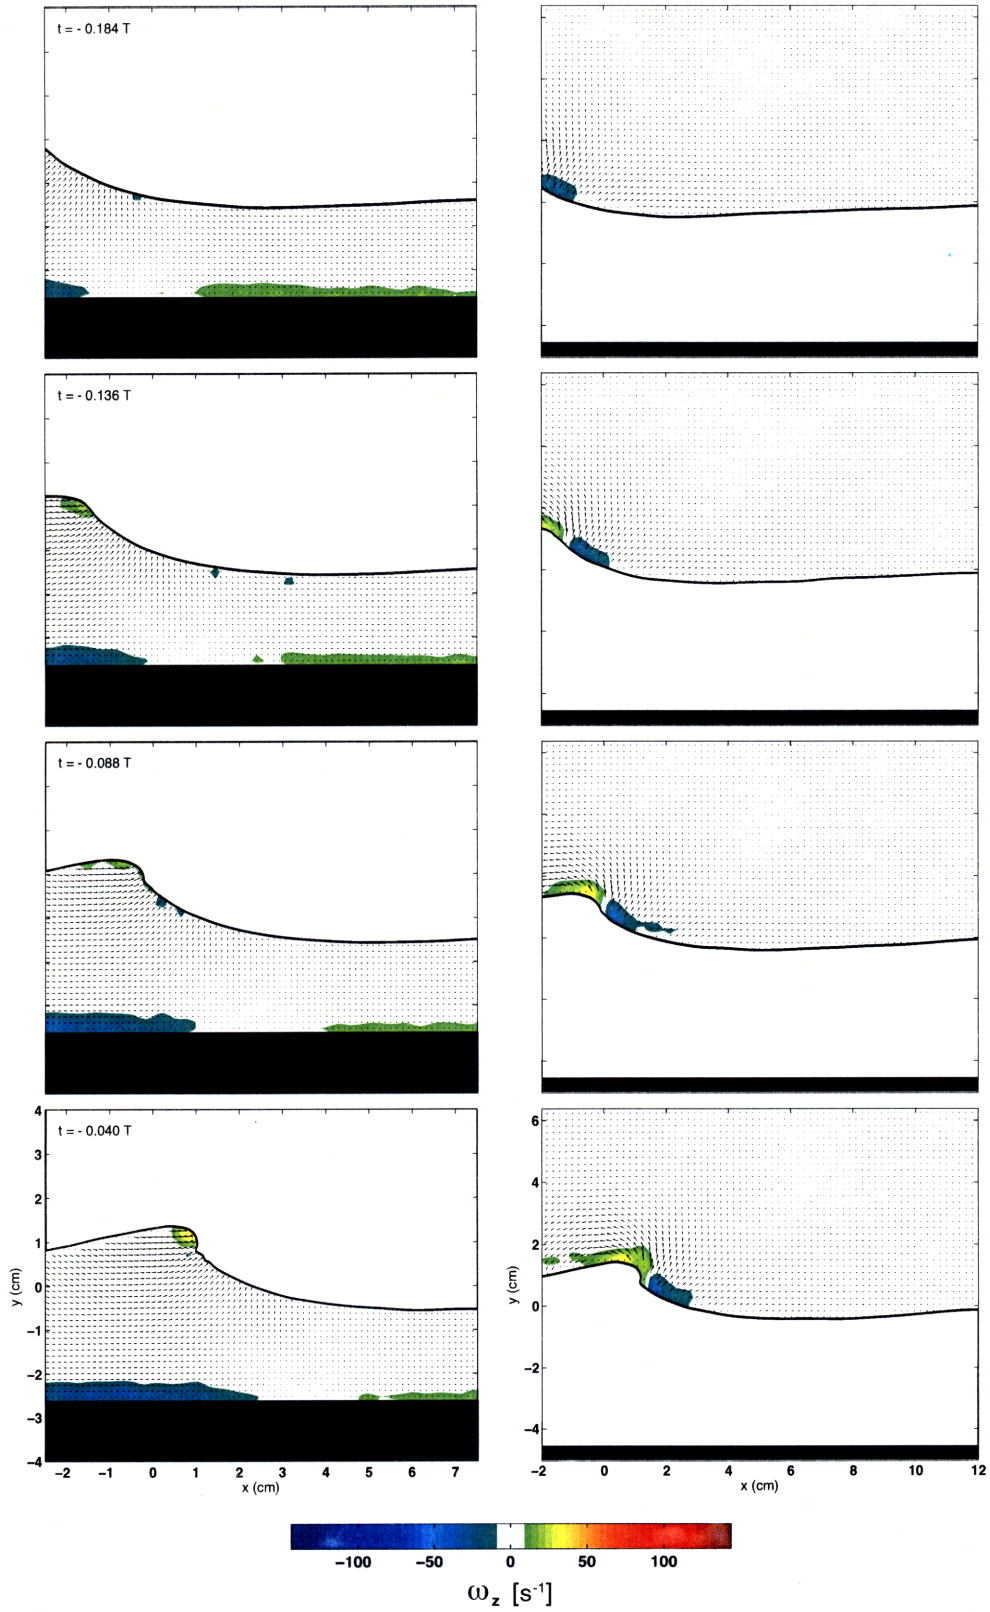 t = - 0.184 T
t = - 0.136 T
t = - 0.088 T
t = - 0.040 T
4
3
2
1
0
−1
−2
−3
−4
y (cm)
−2 −1 0 1 2 3 4 5 6 7
x (cm)
6
4
2
0
−2
−4
y (cm)
−2 0 2 4 6 8 10 12
x (cm)
−100 −50 0 50 100
ωz [s-1]